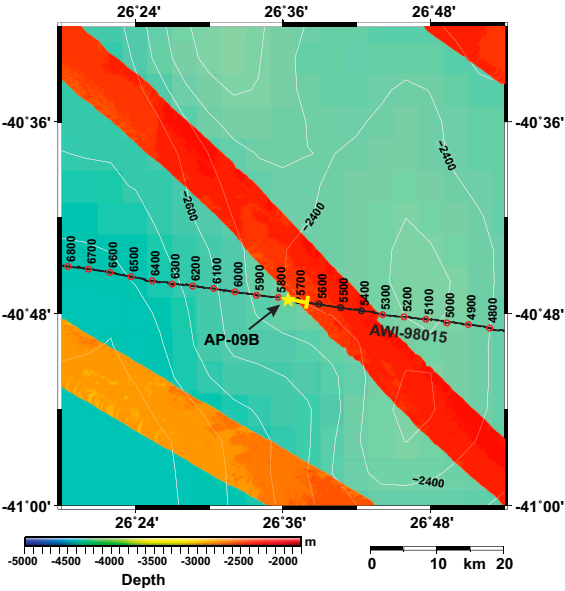 26°24' 26°36' 26°48'
-40°36' -40°36'
−2400
−2600
−2400
6800 6700 6600 6500 6400 6300 6200 6100 6000 5900 5800 5700 5600 5500 5400 5300 5200 5100 5000 4900 4800
-40°48' -40°48'
AP-09B AWI-98015
−2400
-41°00' -41°00'
26°24' 26°36' 26°48'
-5000 -4500 -4000 -3500 -3000 -2500 -2000 m
Depth
0 10 km 20